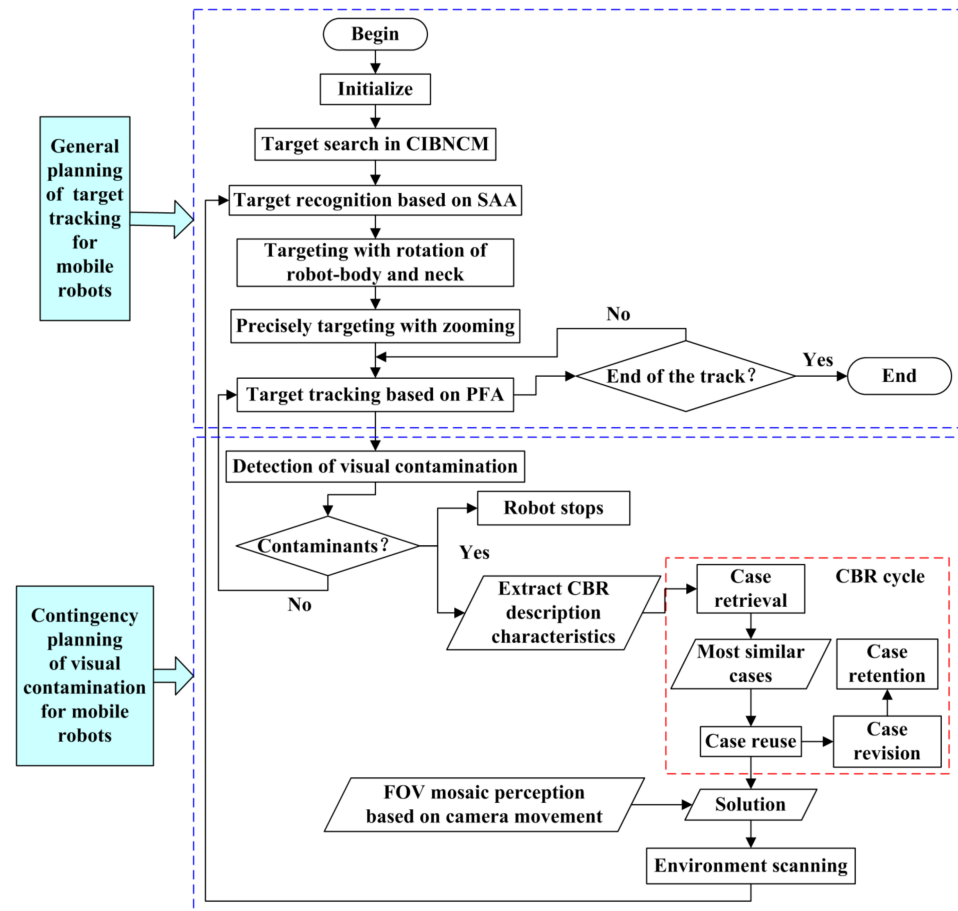 Begin
Initialize
Target search in CIBNCM
Target recognition based on SAA
Targeting with rotation of
robot-body and neck
Precisely targeting with zooming
No
Target tracking based on PFA
End of the track?
Yes
End
General
planning
of target
tracking
for
mobile
robots
Detection of visual contamination
Contaminants?
Robot stops
Yes
No
Extract CBR
description
characteristics
CBR cycle
Case
retrieval
Most similar
cases
Case reuse
Case
revision
Case
retention
Contingency
planning
of visual
contamination
for mobile
robots
FOV mosaic perception
based on camera movement
Solution
Environment scanning